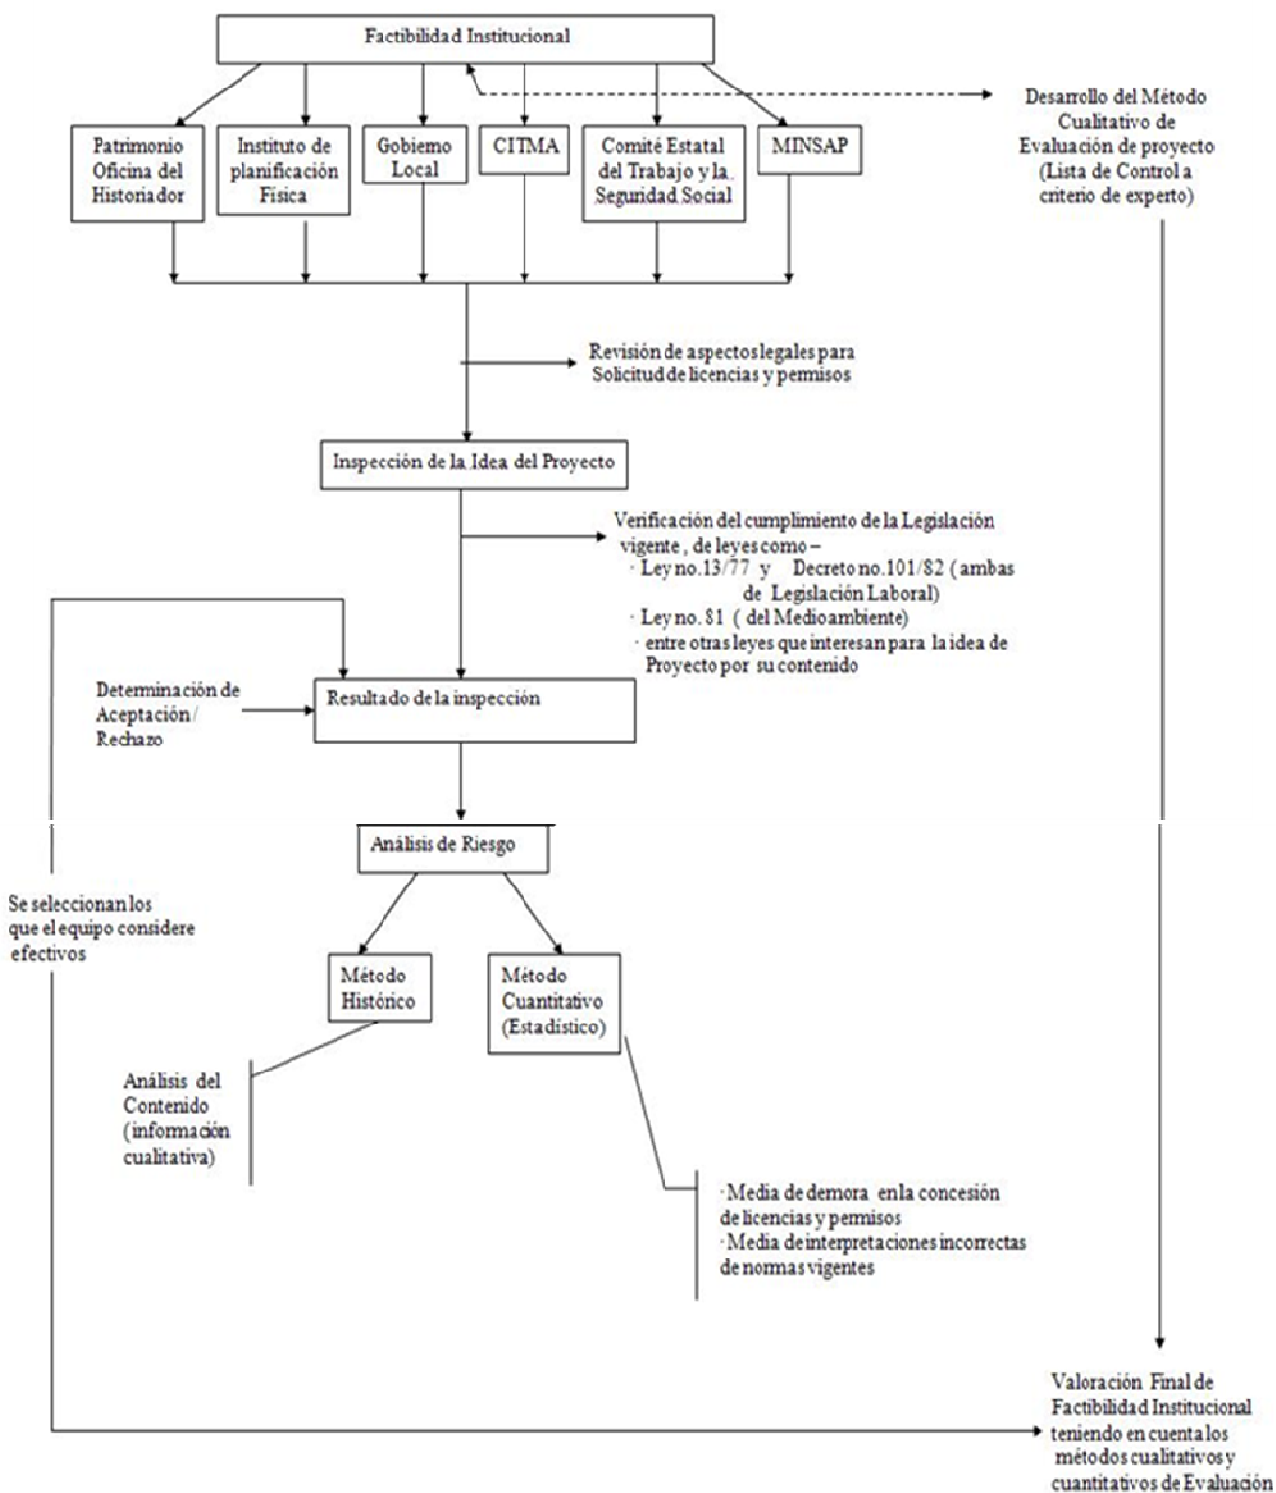 Factibilidad Institucional
Desarrollo del Método
Cualitativo de
Evaluación de proyecto
(Lista de Control a
criterio de experto)
Patrimonio
Oficina del
Historiador
Instituto de
planificación
Física
Gobierno
Local
CITMA
Comité Estatal
del Trabajo y la
Seguridad Social
MINSAP
Revisión de aspectos legales para
Solicitud de licencias y permisos
Inspección de la Idea del Proyecto
Verificación del cumplimiento de la Legislación
vigente, de leyes como –
· Ley no.13/77 y Decreto no.101/82 ( ambas
de Legislación Laboral)
· Ley no. 81 ( del Medioambiente)
· entre otras leyes que interesan para la idea de
Proyecto por su contenido
Determinación de
Aceptación/
Rechazo
Resultado de la inspección
Análisis de Riesgo
Se seleccionan los
que el equipo considere
efectivos
Método
Histórico
Método
Cuantitativo
(Estadístico)
Análisis del
Contenido
( información
cualitativa)
· Media de demora en la concesión
de licencias y permisos
· Media de interpretaciones incorrectas
de normas vigentes
Valoración Final de
Factibilidad Institucional
teniendo en cuenta los
métodos cualitativos y
cuantitativos de Evaluación